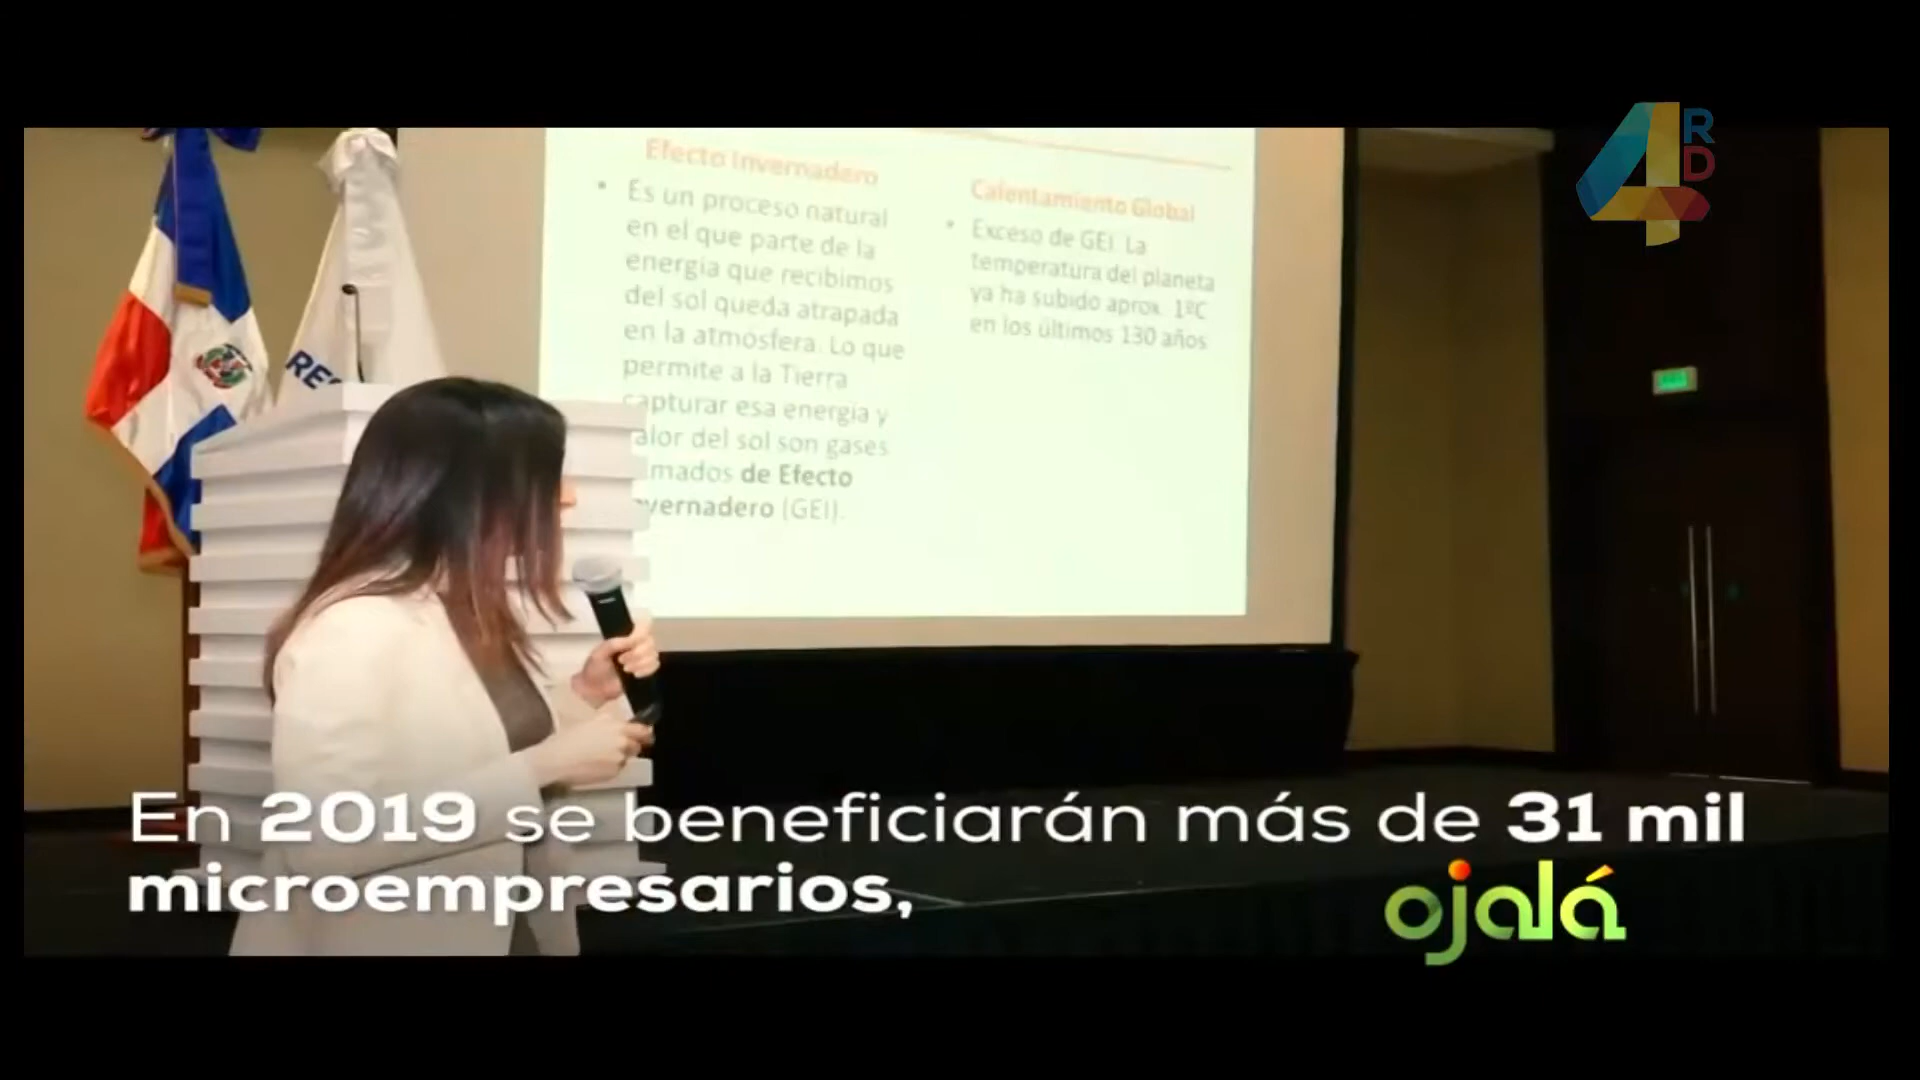 4
RD
Efecto Invernadero
• Es un proceso natural
en el que parte de la
energía que recibimos
del sol queda atrapada
en la atmósfera. Lo que
permite a la Tierra
capturar esa energía y
alor del sol son gases
mados de Efecto
vernadero (GEI).
Calentamiento Global
• Exceso de GEI. La
temperatura del planeta
ya ha subido aprox. 1ºC
en los últimos 130 años
RE
En 2019 se beneficiarán más de 31 mil
microempresarios,
ojalá